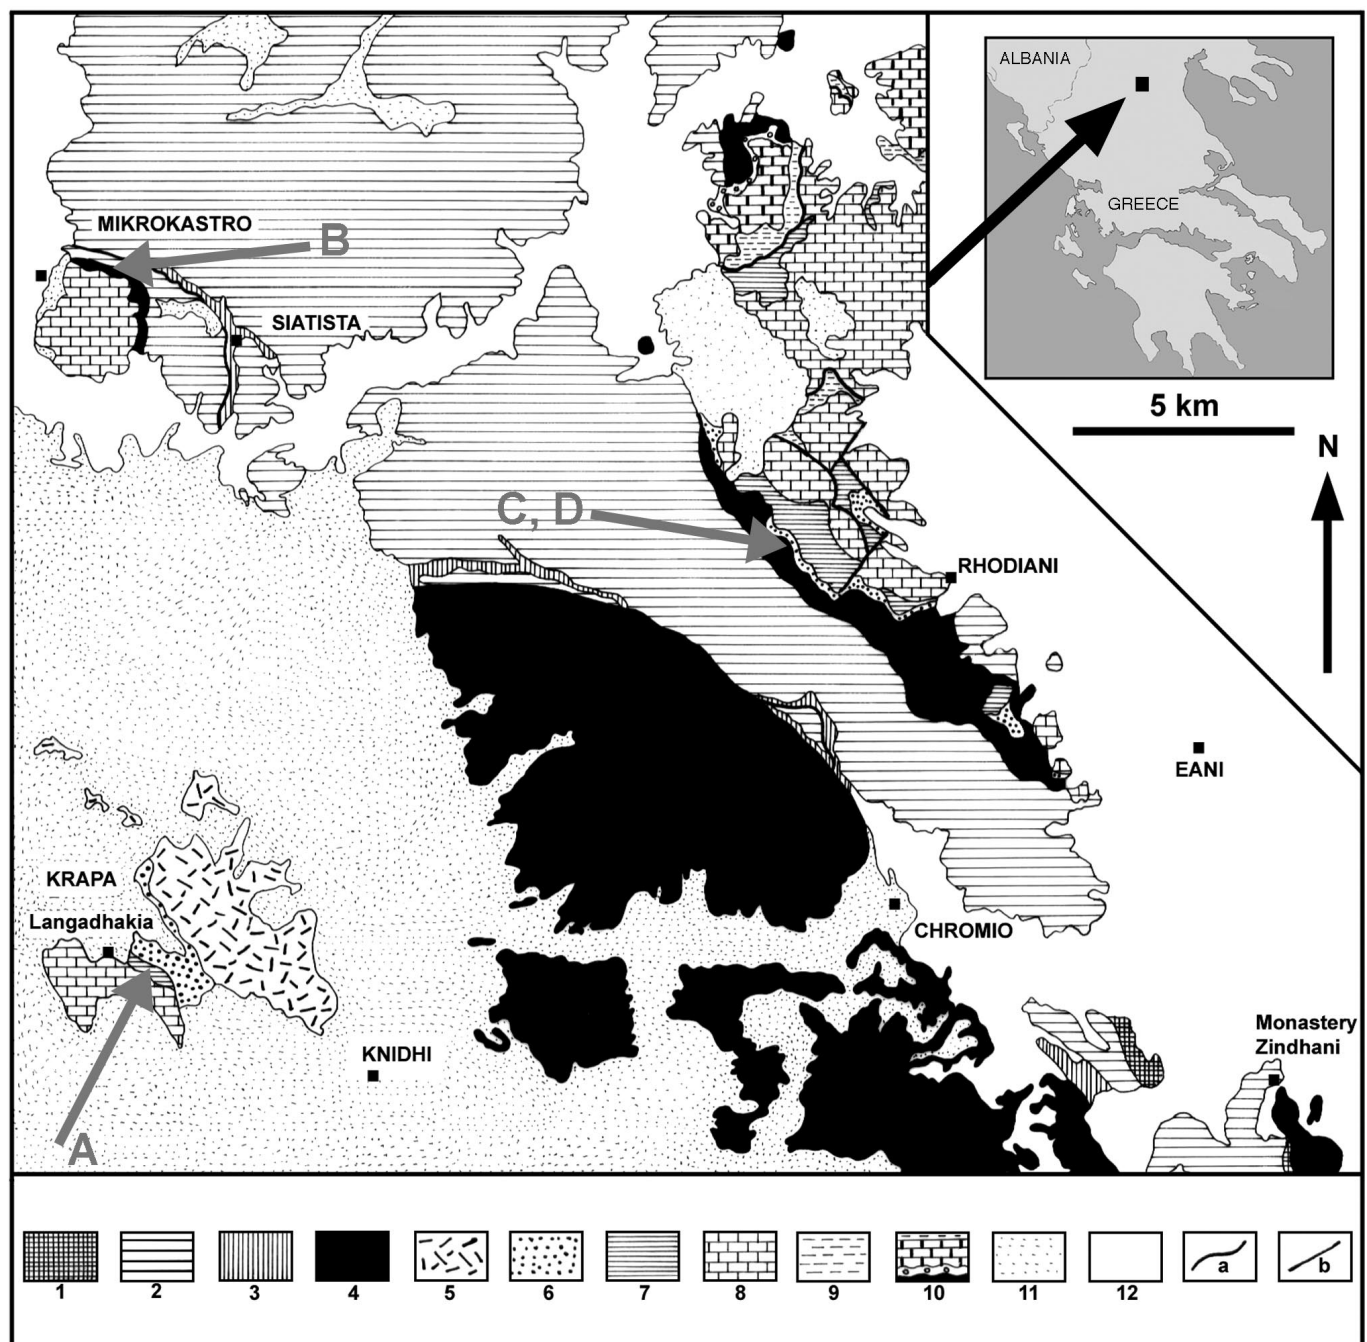 ALBANIA
GREECE
5 km
N
MIKROKASTRO
B
SIATISTA
C, D
RHODIANI
EANI
KRAPA
Langadhakia
CHROMIO
KNIDHI
Monastery
Zindhani
A
a
b
1 2 3 4 5 6 7 8 9 10 11 12